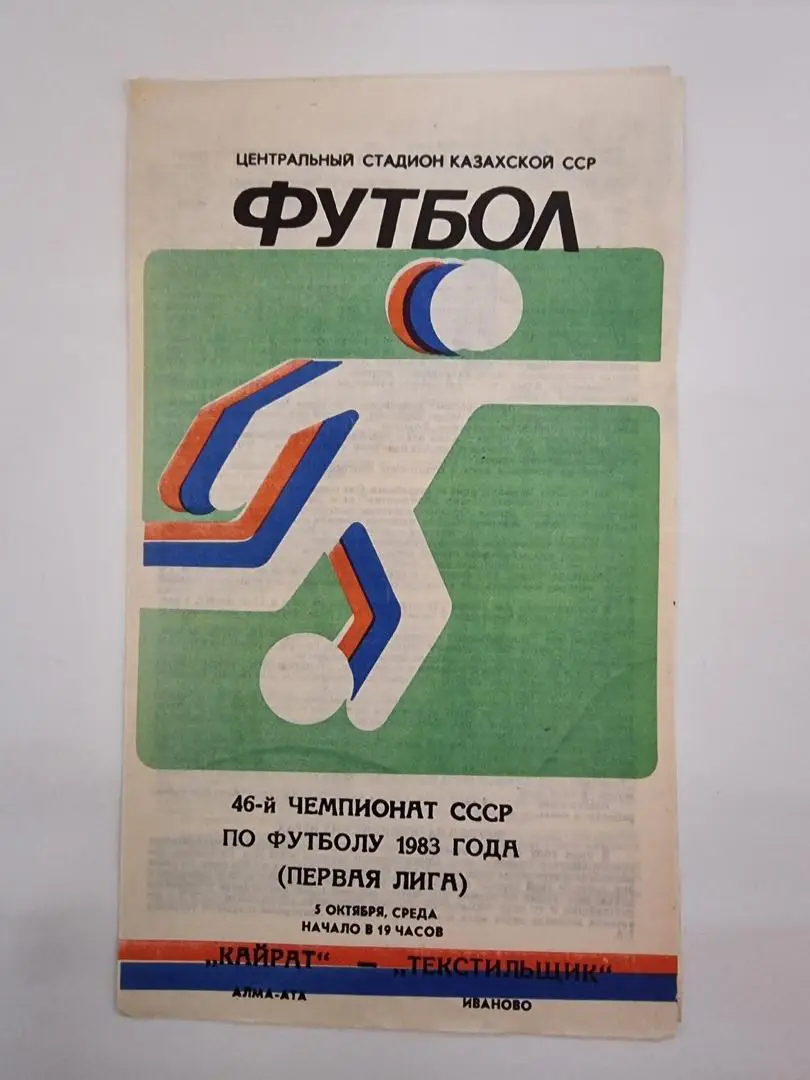 ЦЕНТРАЛЬНЫЙ СТАДИОН КАЗАХСКОЙ ССР
ФУТБОЛ
46-й ЧЕМПИОНАТ СССР
ПО ФУТБОЛУ 1983 ГОДА
(ПЕРВАЯ ЛИГА)
5 ОКТЯБРЯ, СРЕДА
НАЧАЛО В 19 ЧАСОВ
„КАЙРАТ“ — „ТЕКСТИЛЬЩИК“
АЛМА-АТА ИВАНОВО